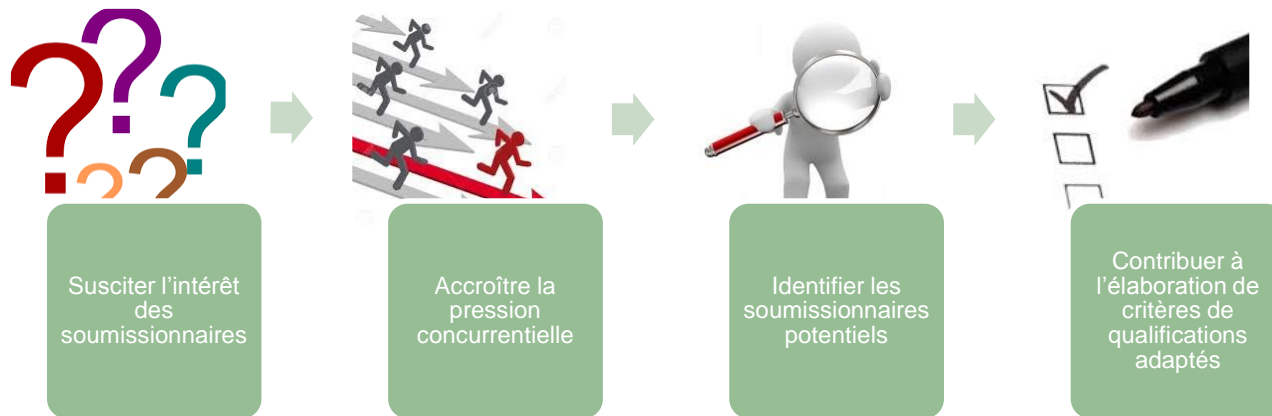 Susciter l'intérêt
des
soumissionnaires
Accroître la
pression
concurrentielle
Identifier les
soumissionnaires
potentiels
Contribuer à
l'élaboration de
critères de
qualifications
adaptés